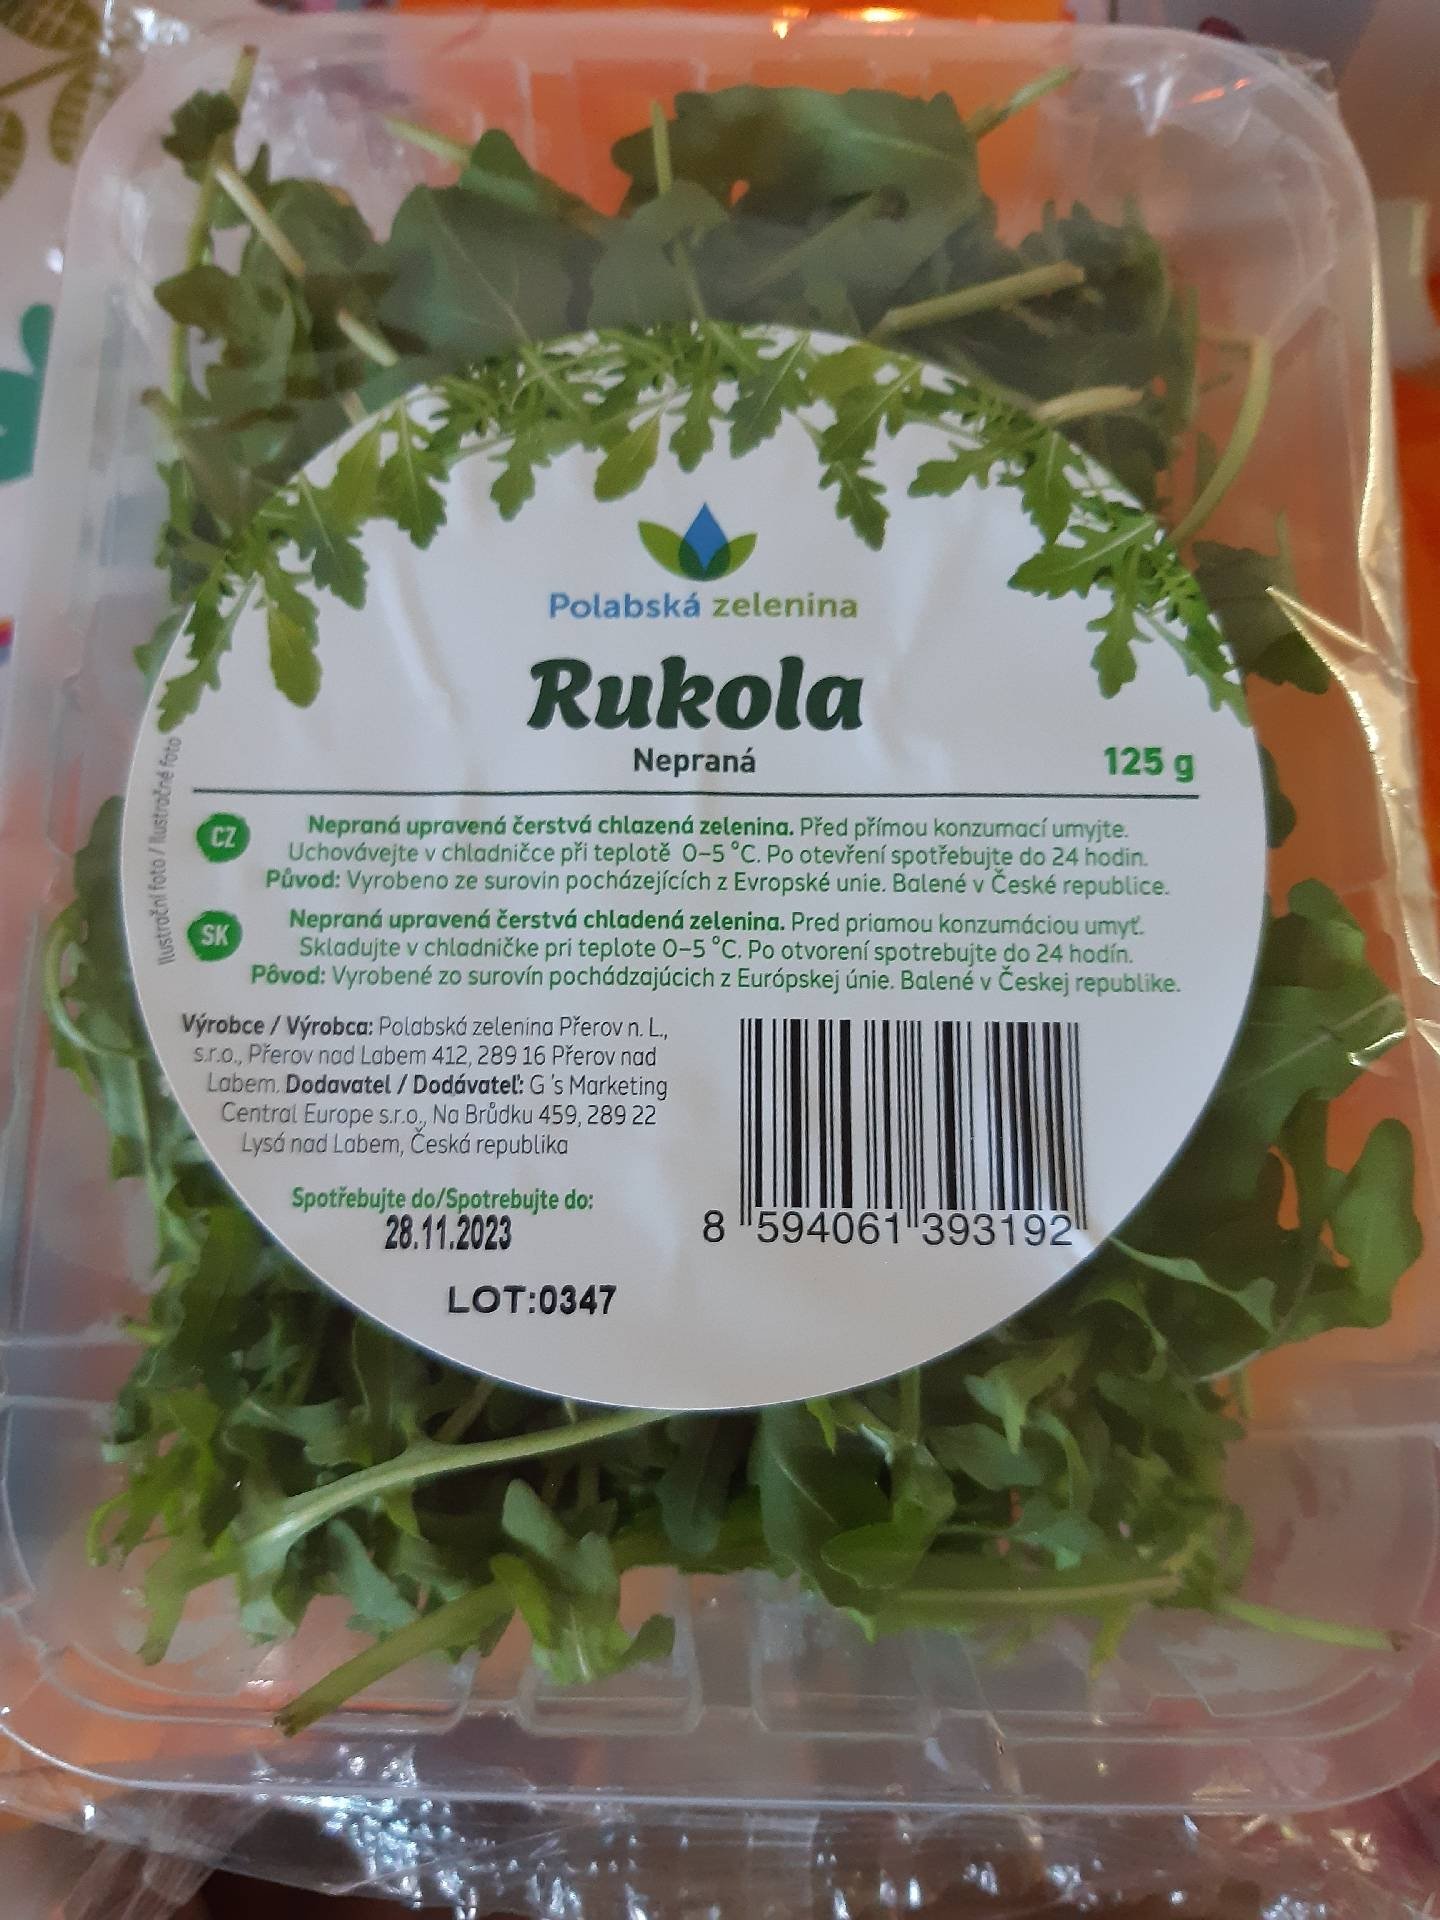 Polabská zelenina
Rukola
Nepraná
125 g
Ilustrační foto / Ilustračné foto
CZ
Nepraná upravená čerstvá chlazená zelenina. Před přímou konzumací umyjte.
Uchovávejte v chladničce při teplotě 0–5 °C. Po otevření spotřebujte do 24 hodin.
Původ: Vyrobeno ze surovin pocházejících z Evropské unie. Balené v České republice.
SK
Nepraná upravená čerstvá chladená zelenina. Pred priamou konzumáciou umyť.
Skladujte v chladničke pri teplote 0–5 °C. Po otvorení spotrebujte do 24 hodín.
Pôvod: Vyrobené zo surovín pochádzajúcich z Európskej únie. Balené v Českej republike.
Výrobce / Výrobca: Polabská zelenina Přerov n. L.,
s.r.o., Přerov nad Labem 412, 289 16 Přerov nad
Labem. Dodavatel / Dodávateľ: G's Marketing
Central Europe s.r.o., Na Brůdku 459, 289 22
Lysá nad Labem, Česká republika
Spotřebujte do/Spotrebujte do:
28.11.2023
LOT:0347
8 594061 393192